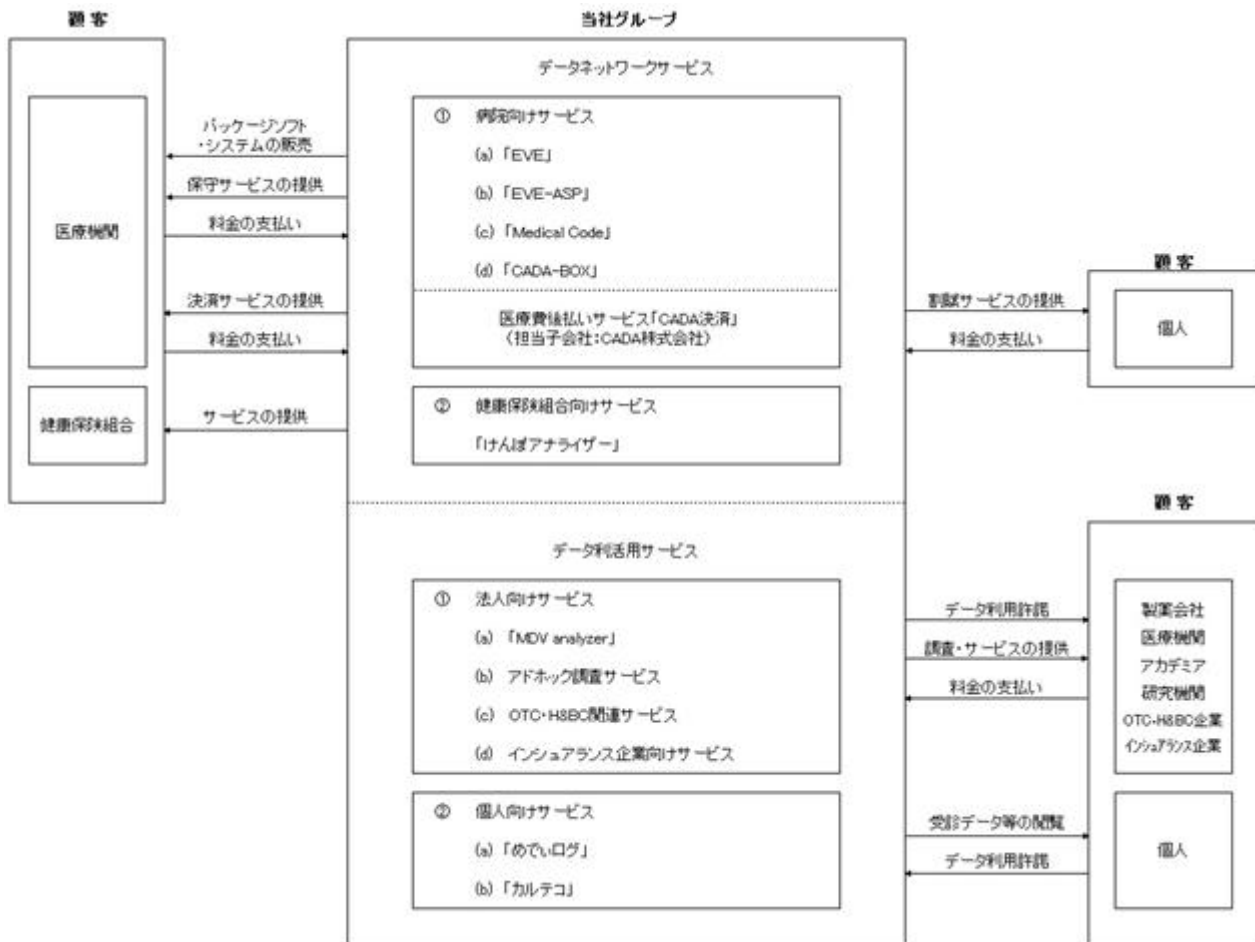 顧客
医療機関
健康保険組合
パッケージソフト
・システムの販売
保守サービスの提供
料金の支払い
決済サービスの提供
料金の支払い
サービスの提供
当社グループ
データネットワークサービス
① 病院向けサービス
(a) 「EVE」
(b) 「EVE-ASP」
(c) 「Medical Code」
(d) 「CADA-BOX」
医療費後払いサービス「CADA決済」
(担当子会社:CADA株式会社)
② 健康保険組合向けサービス
「けんぽアナライザー」
データ利活用サービス
① 法人向けサービス
(a) 「MDV analyzer」
(b) アドホック調査サービス
(c) OTC・H&BC関連サービス
(d) インシュアランス企業向けサービス
② 個人向けサービス
(a) 「めでぃログ」
(b) 「カルテコ」
割賦サービスの提供
料金の支払い
顧客
個人
データ利用許諾
調査・サービスの提供
料金の支払い
受診データ等の閲覧
データ利用許諾
顧客
製薬会社
医療機関
アカデミア
研究機関
OTC・H&BC企業
インシュアランス企業
個人